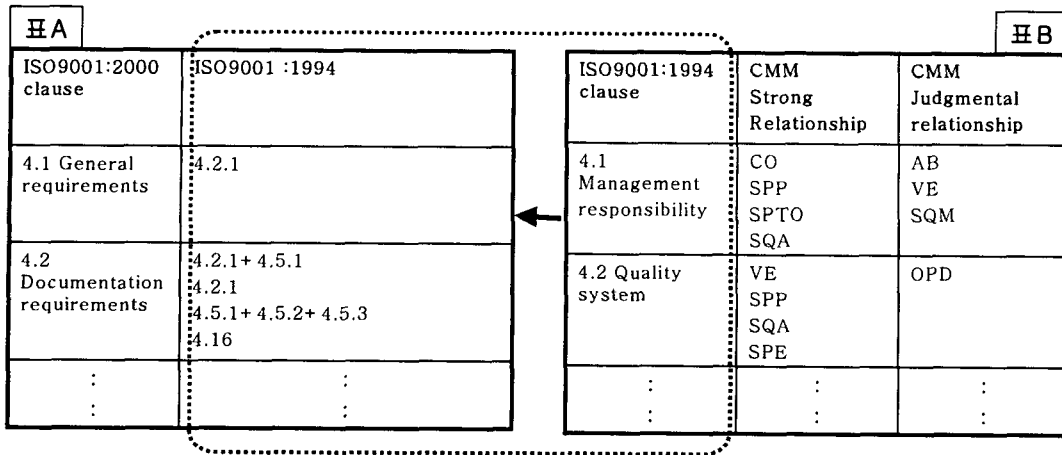 표A
ISO9001:2000
clause
ISO9001 :1994
4.1 General
requirements
4.2.1
4.2
Documentation
requirements
4.2.1+ 4.5.1
4.2.1
4.5.1+ 4.5.2+ 4.5.3
4.16
:
:
:
:
표B
ISO9001:1994
clause
CMM
Strong
Relationship
CMM
Judgmental
relationship
4.1
Management
responsibility
CO
SPP
SPTO
SQA
AB
VE
SQM
4.2 Quality
system
VE
SPP
SQA
SPE
OPD
:
:
:
:
:
: